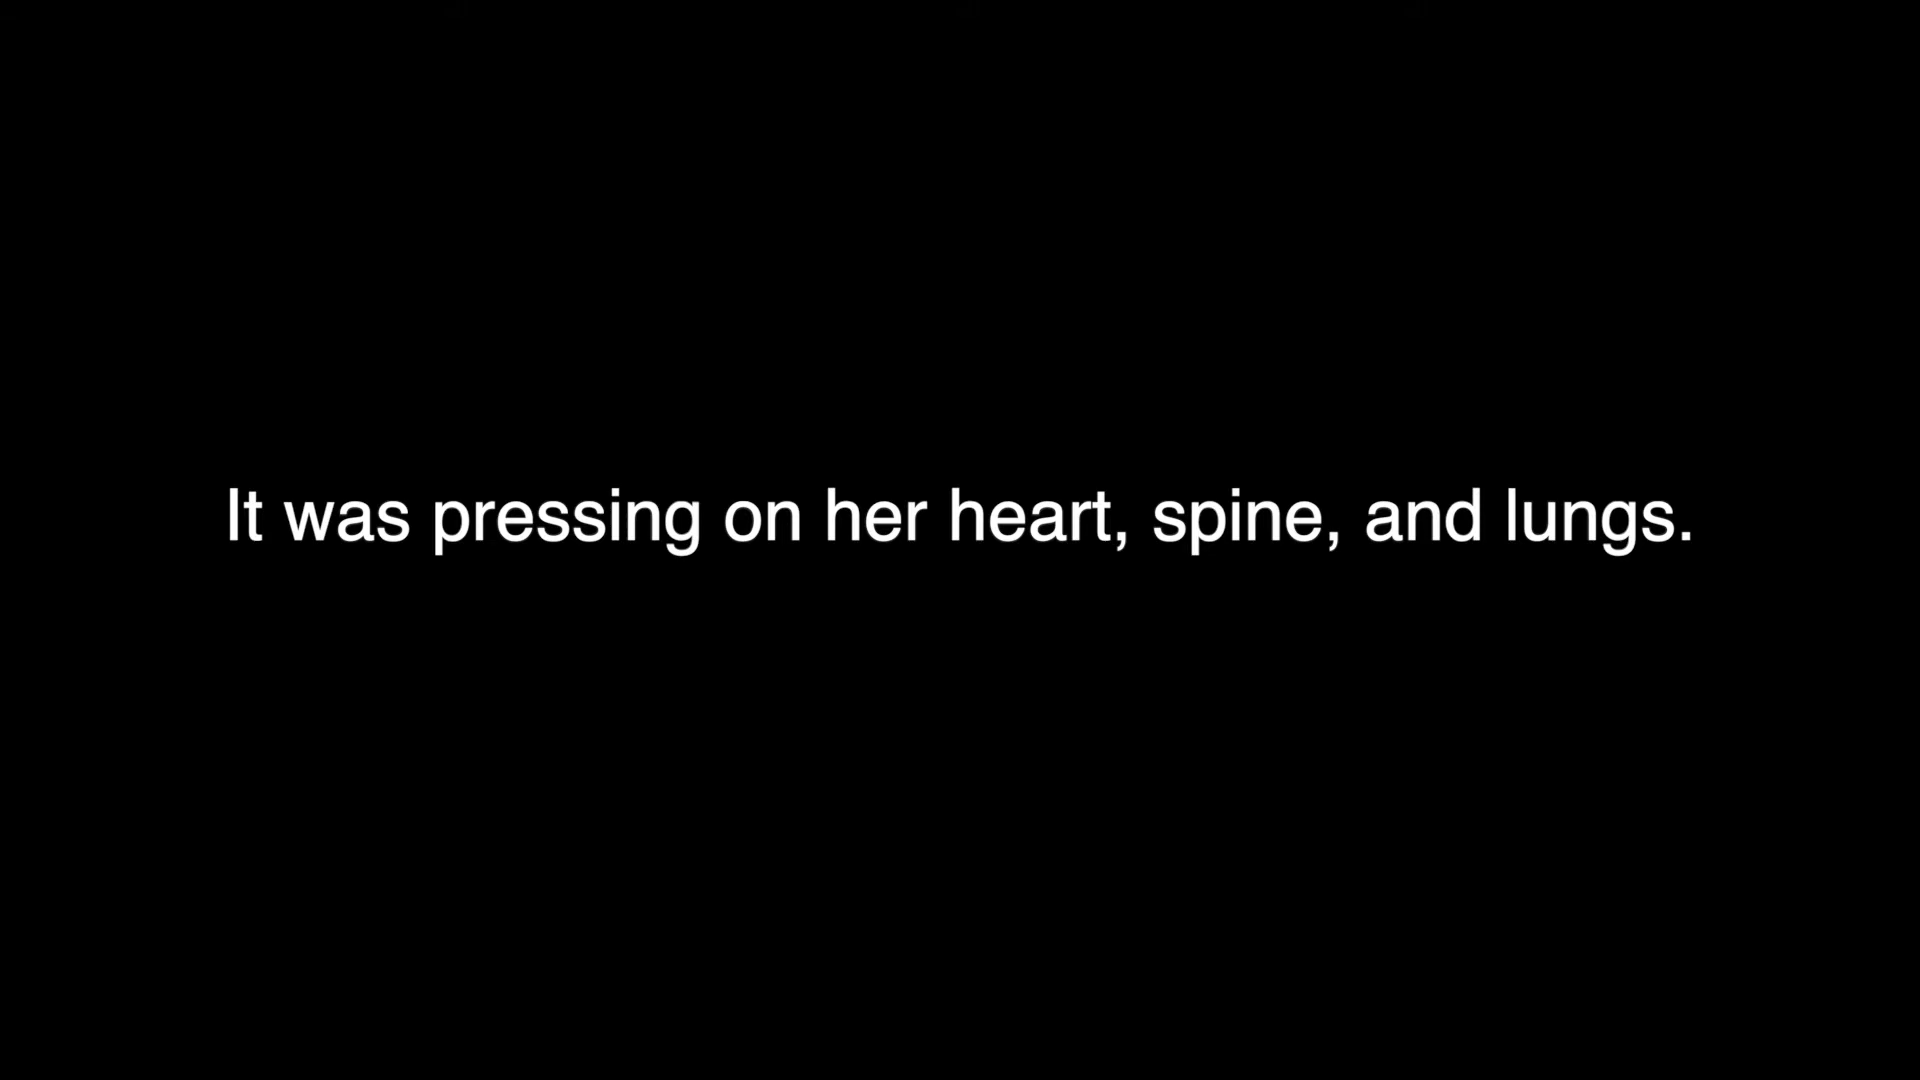 It was pressing on her heart, spine, and lungs.